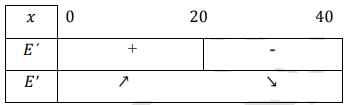 x 0 20 40
E´ + -
E' ↗ ↘